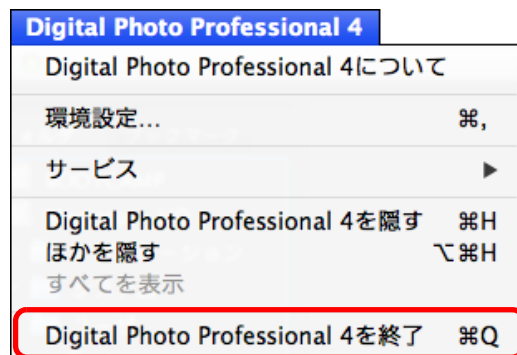 Digital Photo Professional 4
Digital Photo Professional 4について
環境設定... ⌘,
サービス ▶
Digital Photo Professional 4を隠す ⌘H
ほかを隠す ⌥⌘H
すべてを表示
Digital Photo Professional 4を終了 ⌘Q